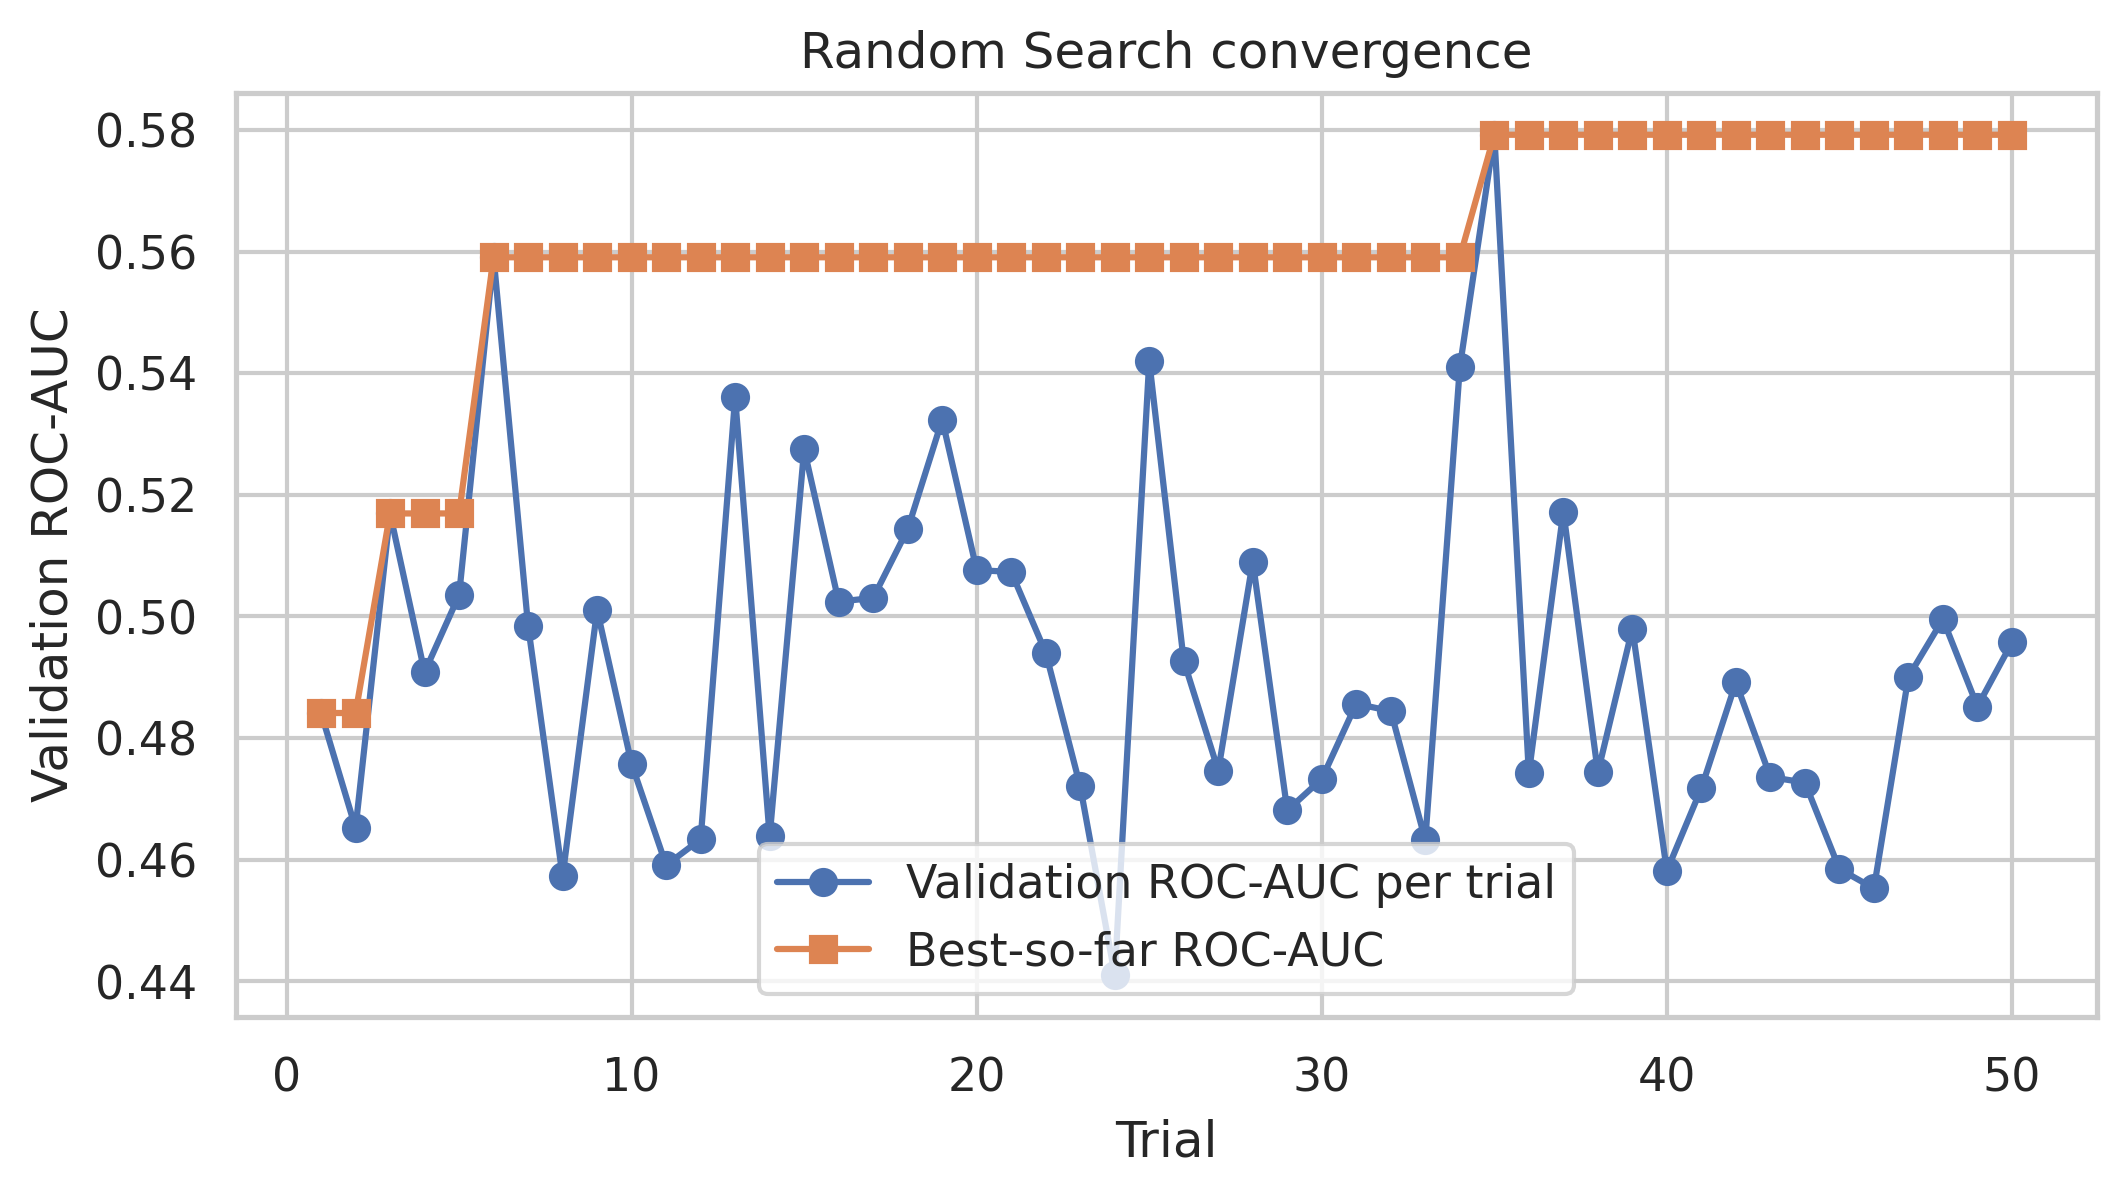 Random Search convergence
0.58
0.56
0.54
0.52
0.50
0.48
0.46
0.44
Validation ROC-AUC
Validation ROC-AUC per trial
Best-so-far ROC-AUC
0 10 20 30 40 50
Trial